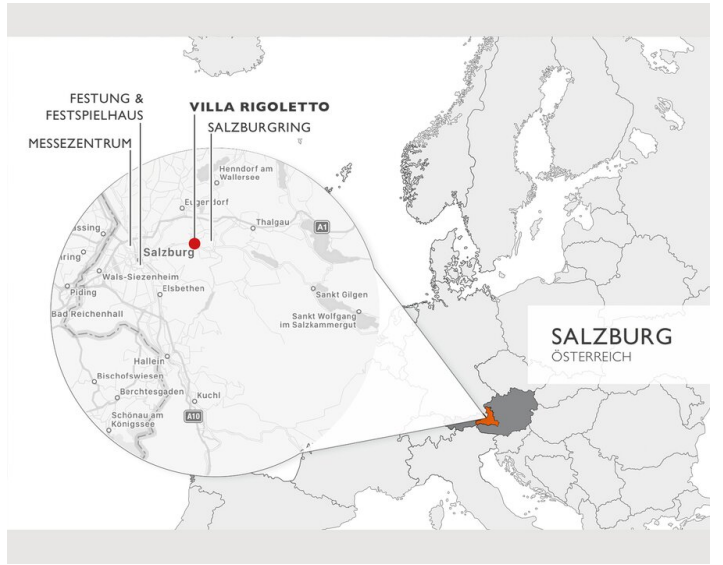 FESTUNG &
FESTSPIELHAUS
VILLA RIGOLETTO
SALZBURGRING
MESSEZENTRUM
Henndorf am
Wallersee
Eugendorf
Thalgau
A1
Salzburg
Wals-Siezenheim
Elsbethen
Piding
Bad Reichenhall
Sankt Gilgen
Sankt Wolfgang
im Salzkammergut
Hallein
Bischofswiesen
Berchtesgaden
Kuchl
A10
Schönau am
Königssee
SALZBURG
ÖSTERREICH